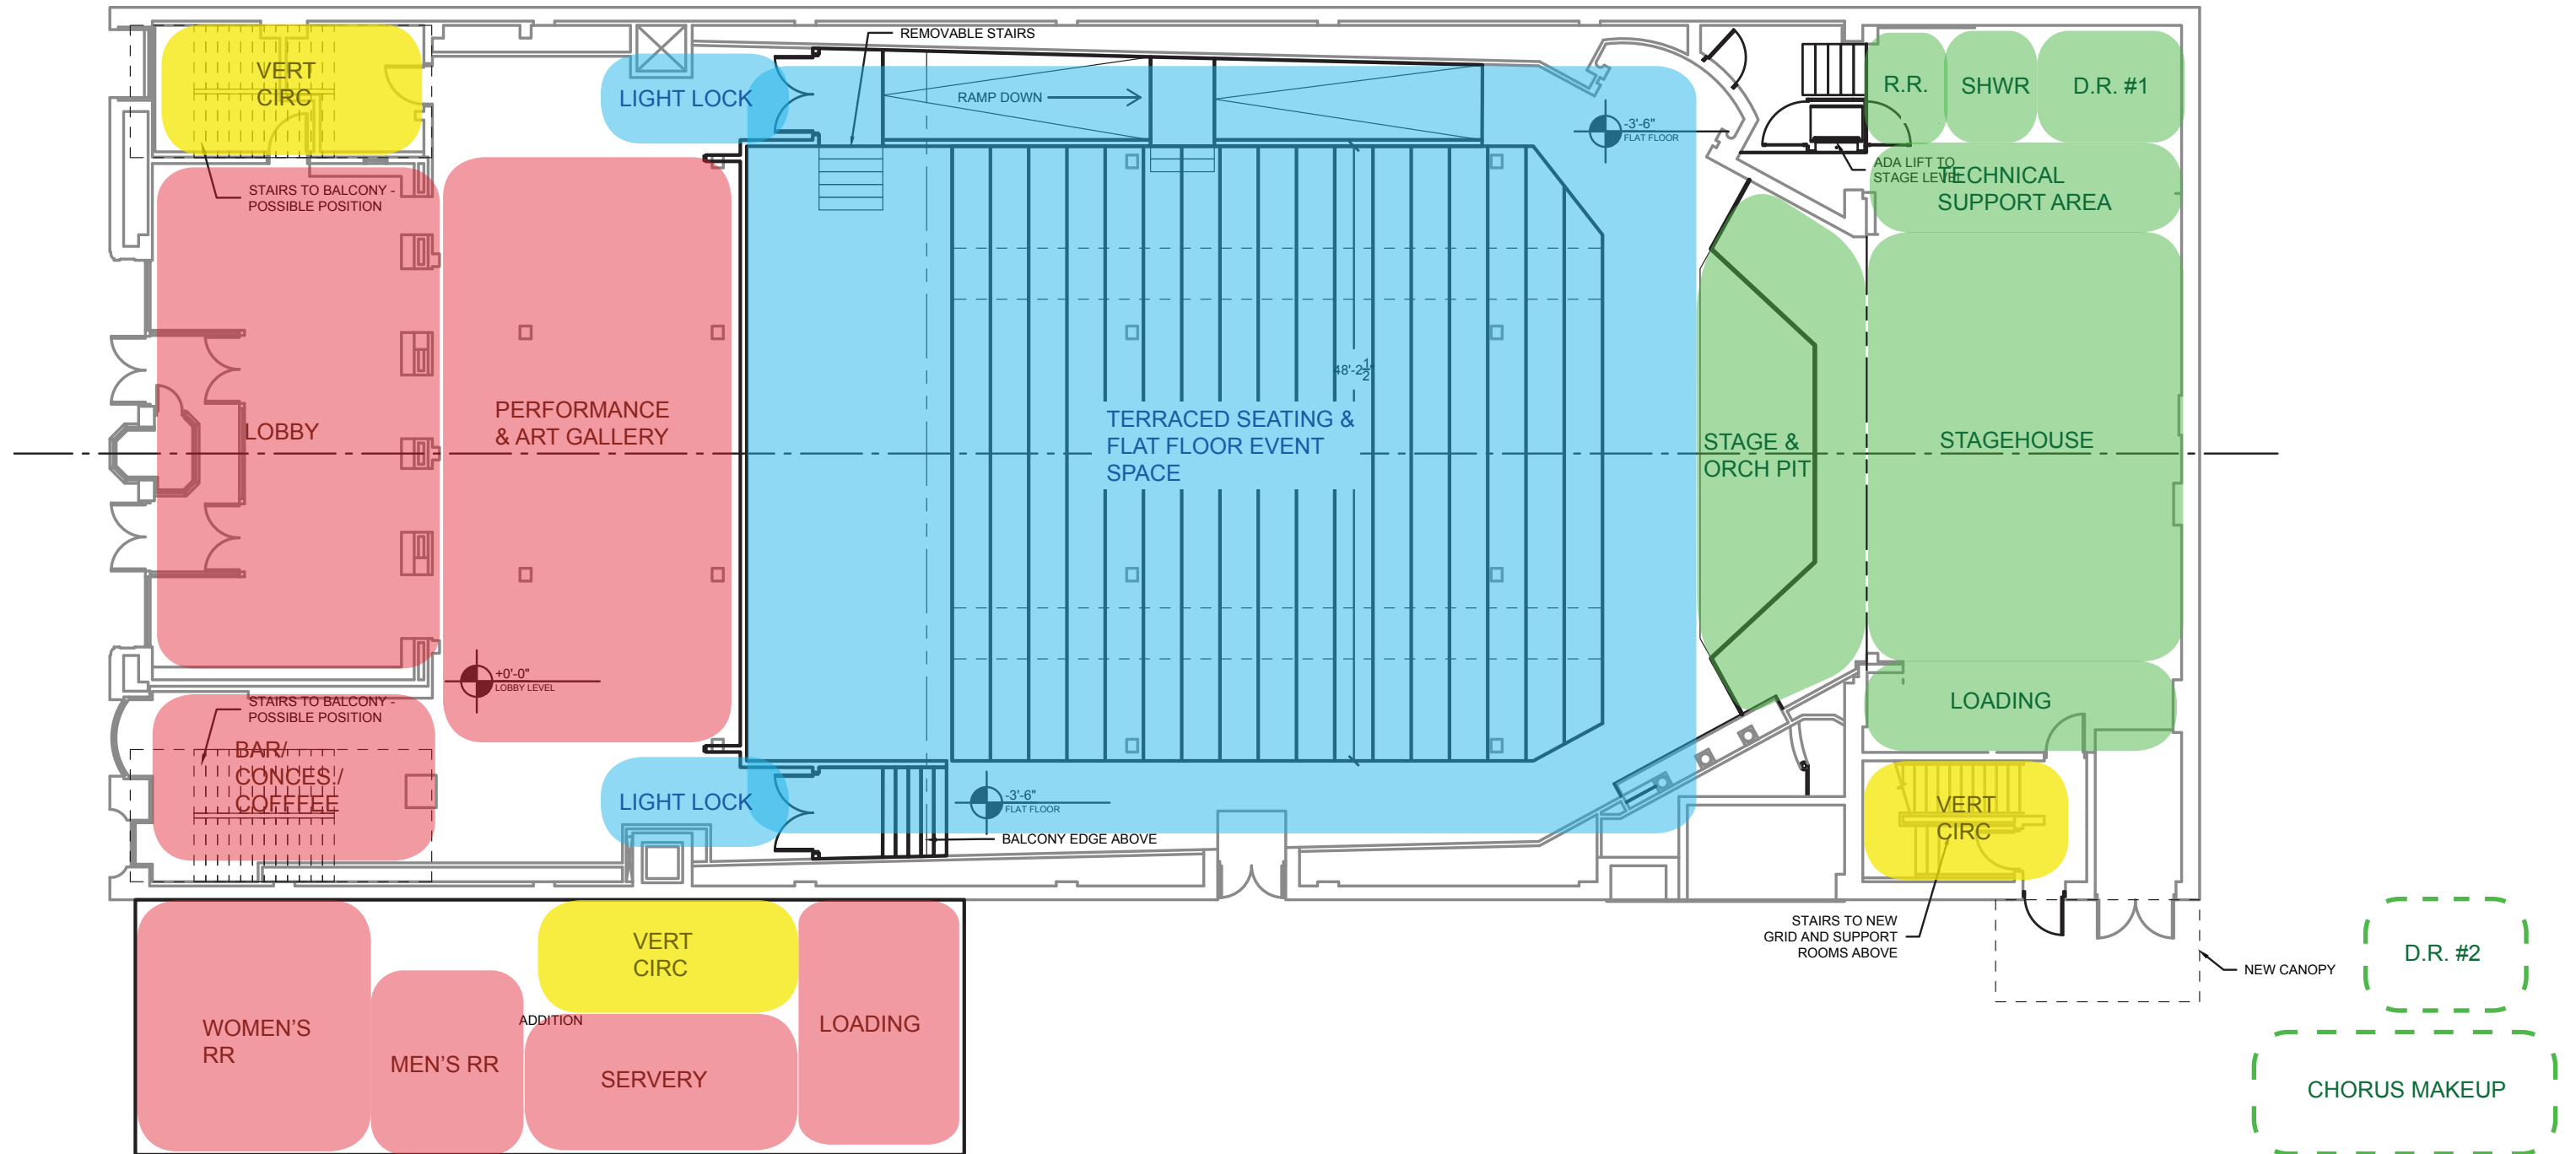 REMOVABLE STAIRS
VERT
CIRC
LIGHT LOCK
RAMP DOWN
-3'-6"
FLAT FLOOR
R.R.
SHWR
D.R. #1
ADA LIFT TO
STAGE LEVEL
TECHNICAL
SUPPORT AREA
STAIRS TO BALCONY -
POSSIBLE POSITION
48'-2 1/2"
LOBBY
PERFORMANCE
& ART GALLERY
TERRACED SEATING &
FLAT FLOOR EVENT
SPACE
STAGE &
ORCH PIT
STAGEHOUSE
+0'-0"
LOBBY LEVEL
STAIRS TO BALCONY -
POSSIBLE POSITION
BAR/
CONCES./
COFFFEE
LIGHT LOCK
-3'-6"
FLAT FLOOR
BALCONY EDGE ABOVE
LOADING
VERT
CIRC
STAIRS TO NEW
GRID AND SUPPORT
ROOMS ABOVE
NEW CANOPY
D.R. #2
CHORUS MAKEUP
WOMEN'S
RR
MEN'S RR
ADDITION
VERT
CIRC
SERVERY
LOADING